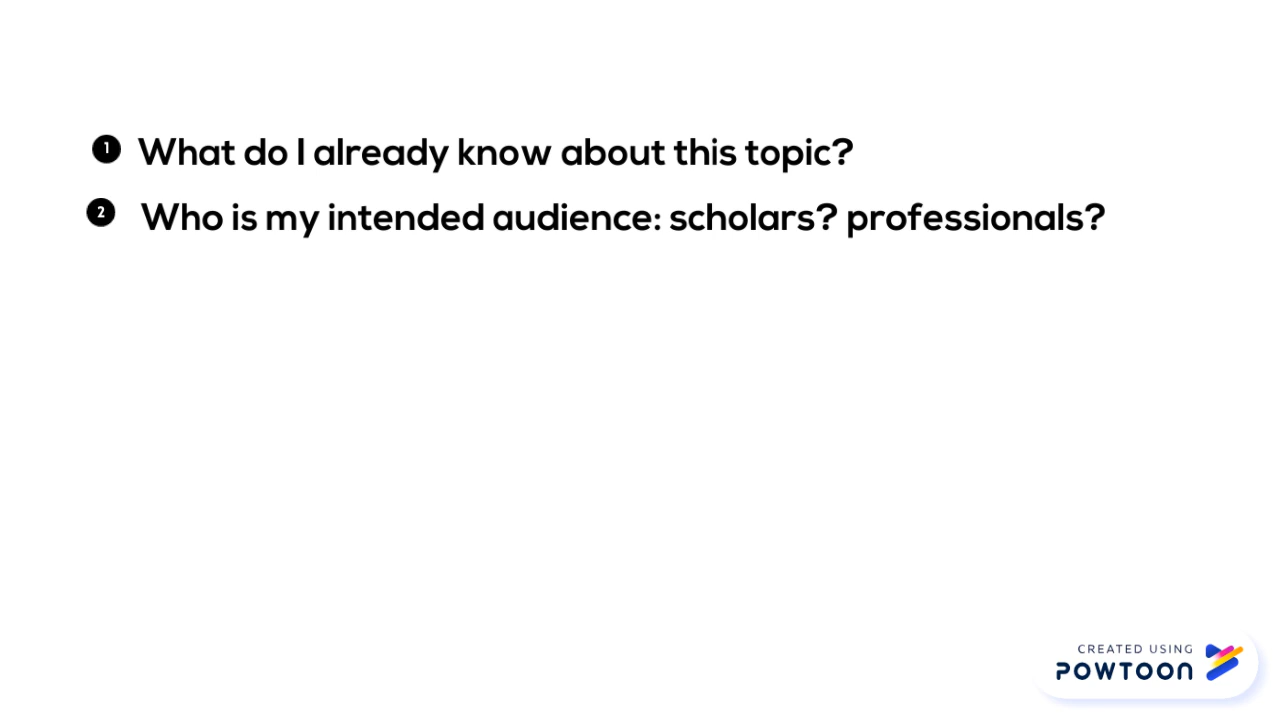 1 What do I already know about this topic?
2 Who is my intended audience: scholars? professionals?
CREATED USING
POWTOON